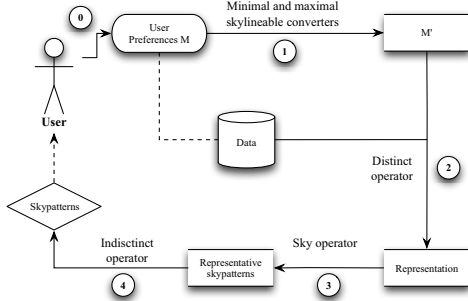 0
User
Preferences M
Minimal and maximal
skylineable converters
1
M'
User
Data
Distinct
operator
2
Skypatterns
Indisctinct
operator
4
Representative
skypatterns
Sky operator
3
Representation